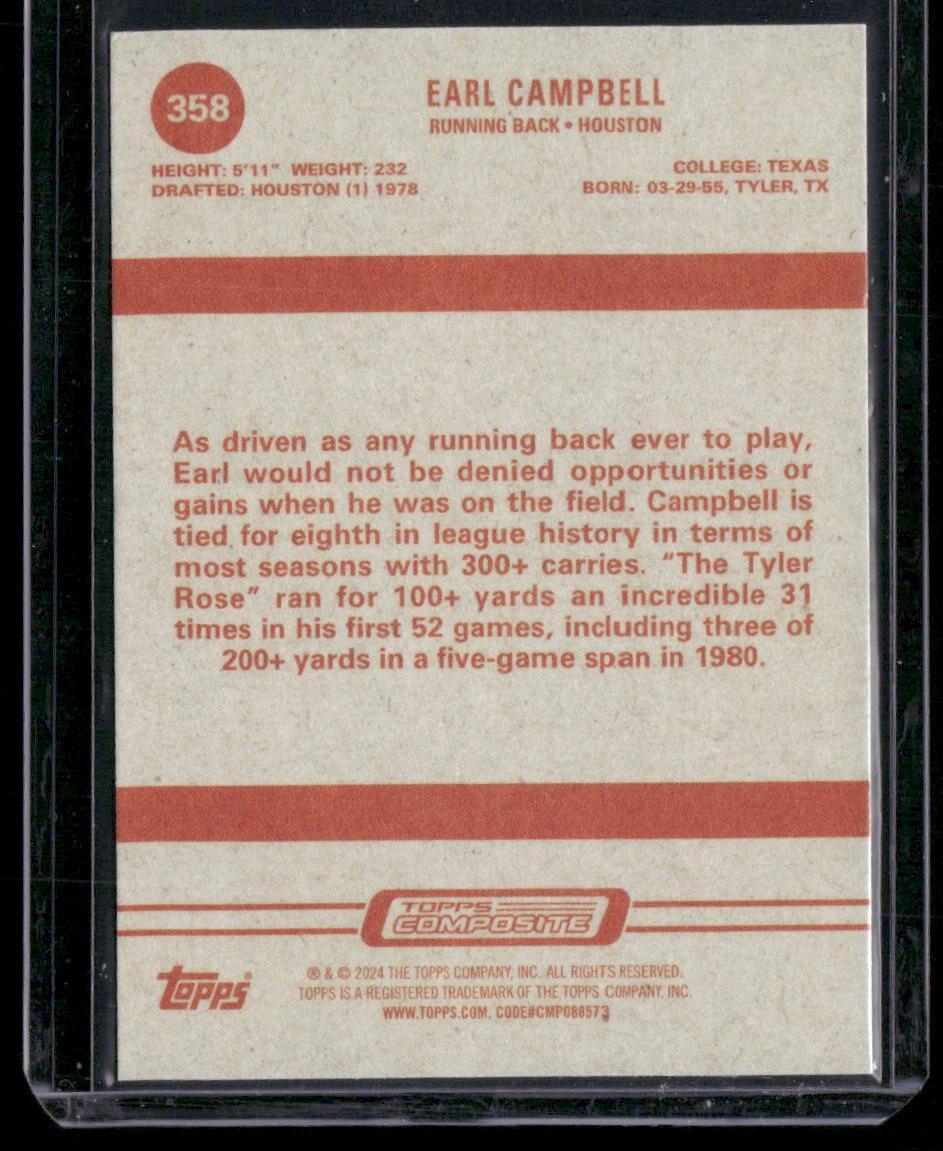 358
EARL CAMPBELL
RUNNING BACK • HOUSTON
HEIGHT: 5'11" WEIGHT: 232
DRAFTED: HOUSTON (1) 1978
COLLEGE: TEXAS
BORN: 03-29-55, TYLER, TX
As driven as any running back ever to play,
Earl would not be denied opportunities or
gains when he was on the field. Campbell is
tied for eighth in league history in terms of
most seasons with 300+ carries. “The Tyler
Rose” ran for 100+ yards an incredible 31
times in his first 52 games, including three of
200+ yards in a five-game span in 1980.
TOPPS
COMPOSITE
topps®
® & © 2024 THE TOPPS COMPANY, INC. ALL RIGHTS RESERVED.
TOPPS IS A REGISTERED TRADEMARK OF THE TOPPS COMPANY, INC.
WWW.TOPPS.COM. CODE#CMP088573